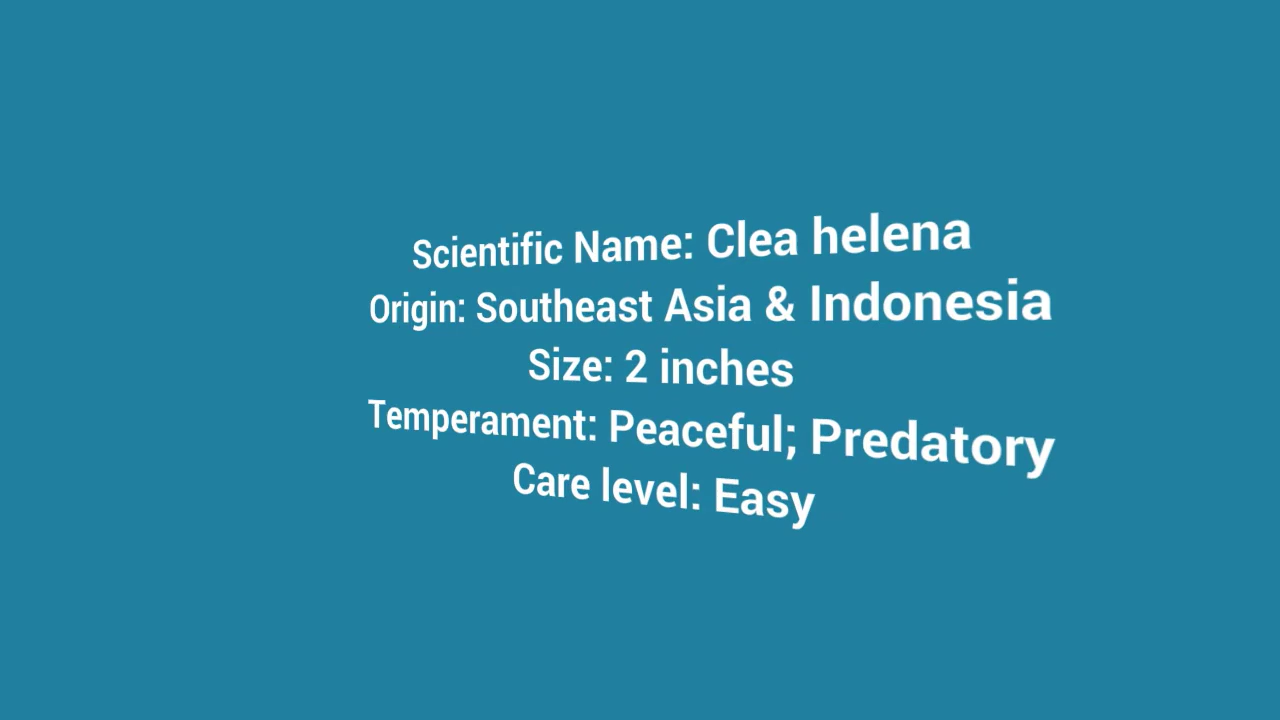 Scientific Name: Clea helena
Origin: Southeast Asia & Indonesia
Size: 2 inches
Temperament: Peaceful; Predatory
Care level: Easy